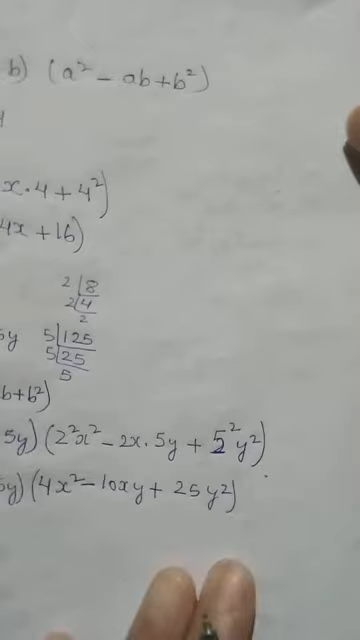 b) (a² - ab + b²)
x · 4 + 4²)
4x + 16)
2 | 8
2 | 4
2
5y 5 | 125
5 | 25
5
b + b²)
5y) (2²x² - 2x · 5y + 5²y²)
5y) (4x² - 10xy + 25y²)